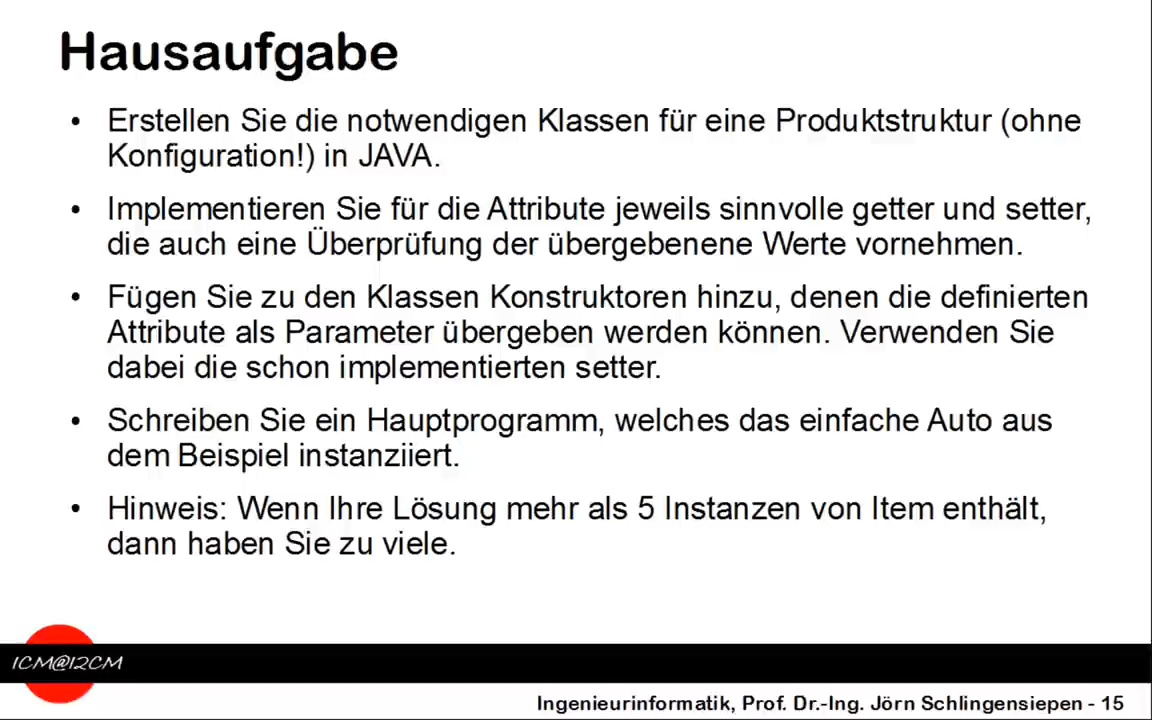 Hausaufgabe
• Erstellen Sie die notwendigen Klassen für eine Produktstruktur (ohne
Konfiguration!) in JAVA.
• Implementieren Sie für die Attribute jeweils sinnvolle getter und setter,
die auch eine Überprüfung der übergebenene Werte vornehmen.
• Fügen Sie zu den Klassen Konstruktoren hinzu, denen die definierten
Attribute als Parameter übergeben werden können. Verwenden Sie
dabei die schon implementierten setter.
• Schreiben Sie ein Hauptprogramm, welches das einfache Auto aus
dem Beispiel instanziiert.
• Hinweis: Wenn Ihre Lösung mehr als 5 Instanzen von Item enthält,
dann haben Sie zu viele.
1CM@12CM
Ingenieurinformatik, Prof. Dr.-Ing. Jörn Schlingensiepen - 15